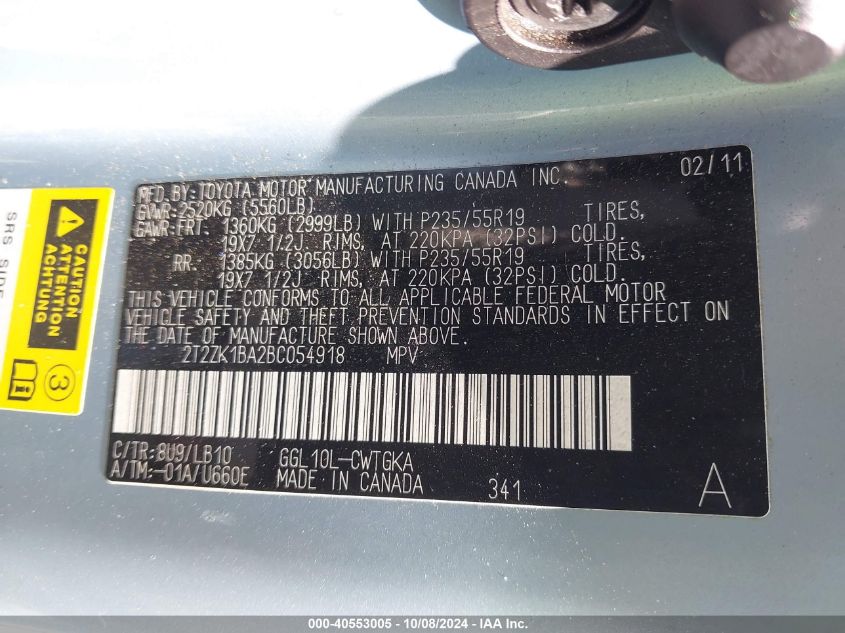 MFD. BY: TOYOTA MOTOR MANUFACTURING CANADA INC. 02/11
GVWR: 2520KG (5560LB)
GAWR: FRT. 1360KG (2999LB) WITH P235/55R19 TIRES,
19X7 1/2J RIMS, AT 220KPA (32PSI) COLD.
RR. 1385KG (3056LB) WITH P235/55R19 TIRES,
19X7 1/2J RIMS, AT 220KPA (32PSI) COLD.
THIS VEHICLE CONFORMS TO ALL APPLICABLE FEDERAL MOTOR
VEHICLE SAFETY AND THEFT PREVENTION STANDARDS IN EFFECT ON
THE DATE OF MANUFACTURE SHOWN ABOVE.
2T2ZK1BA2BC054918 MPV
C/TR: 8U9/LB10 GGL10L-CWTGKA
A/TM: -01A/U660E MADE IN CANADA 341 A
CAUTION
ATTENTION
ACHTUNG
3
SRS SIDE
000-40553005 - 10/08/2024 - IAA Inc.